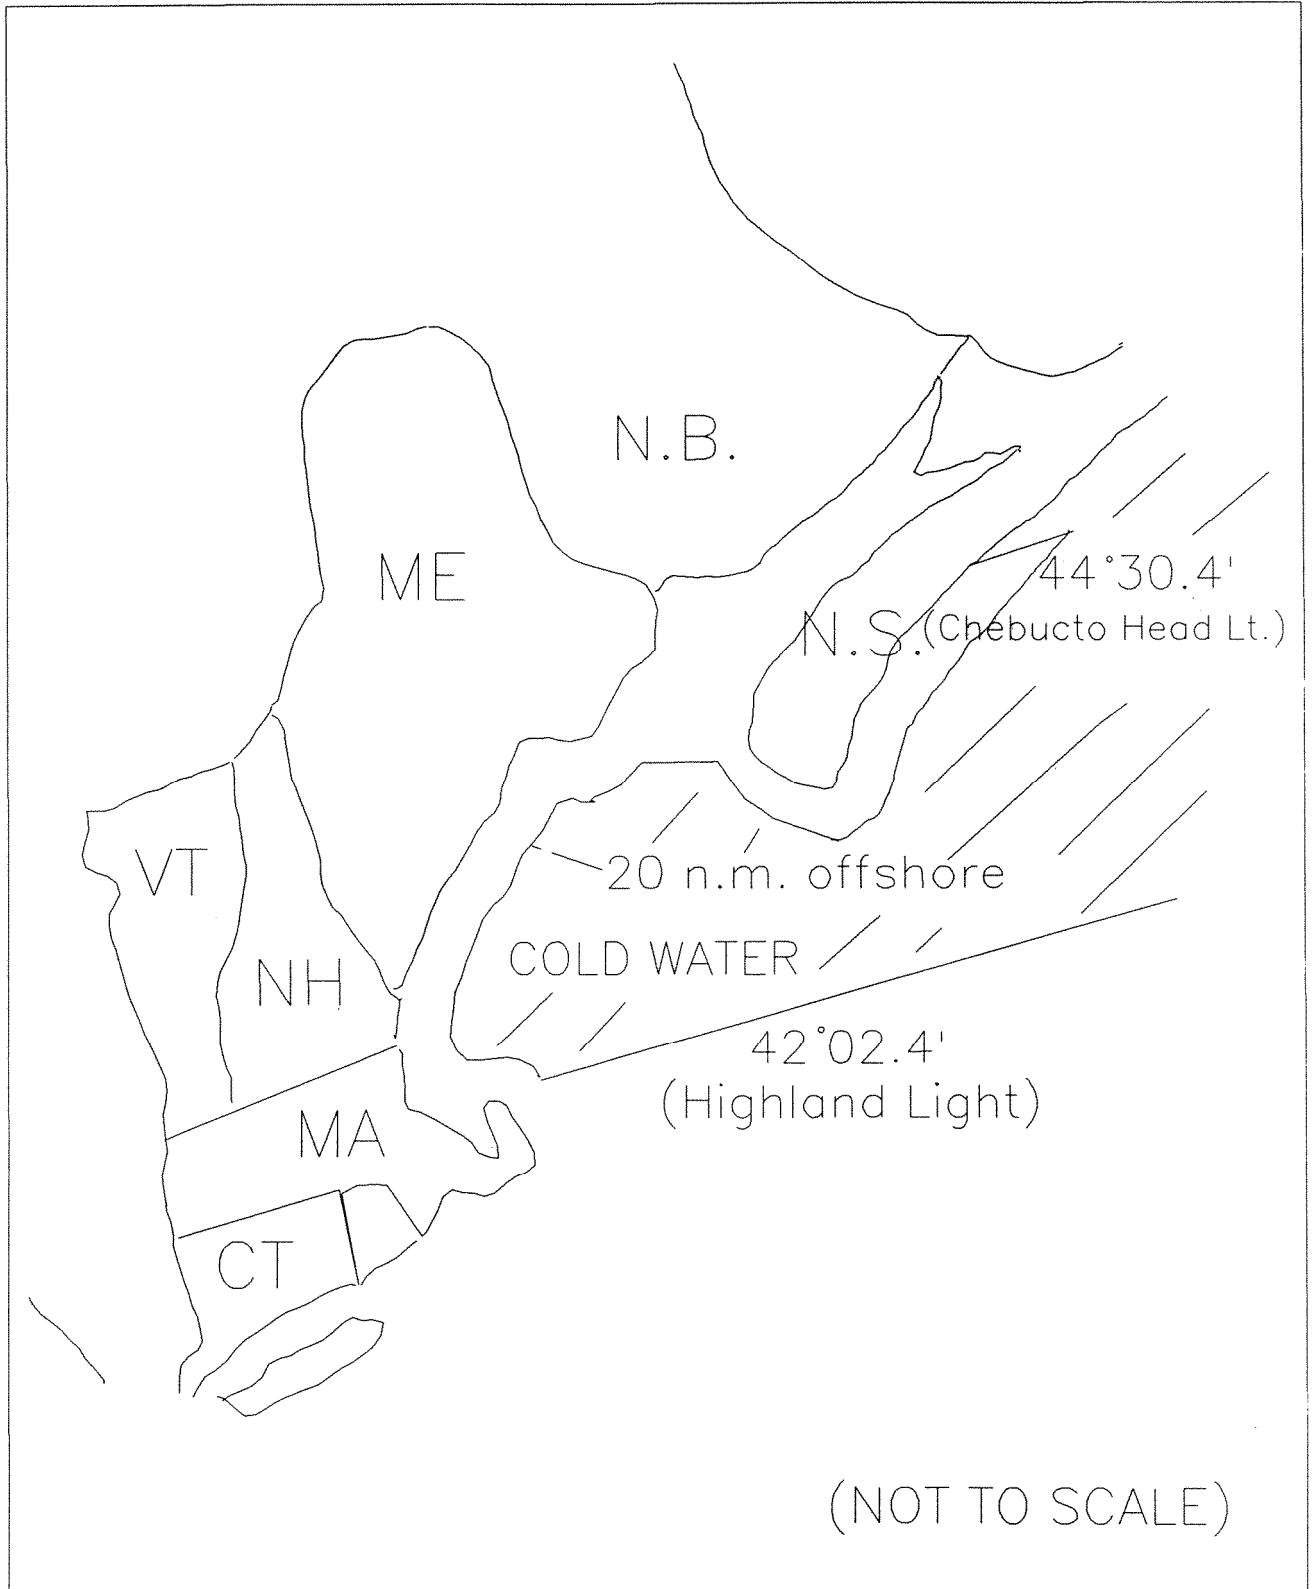 N.B.
ME
44°30.4'
N.S. (Chebucto Head Lt.)
VT
20 n.m. offshore
COLD WATER
NH
42°02.4'
(Highland Light)
MA
CT
(NOT TO SCALE)